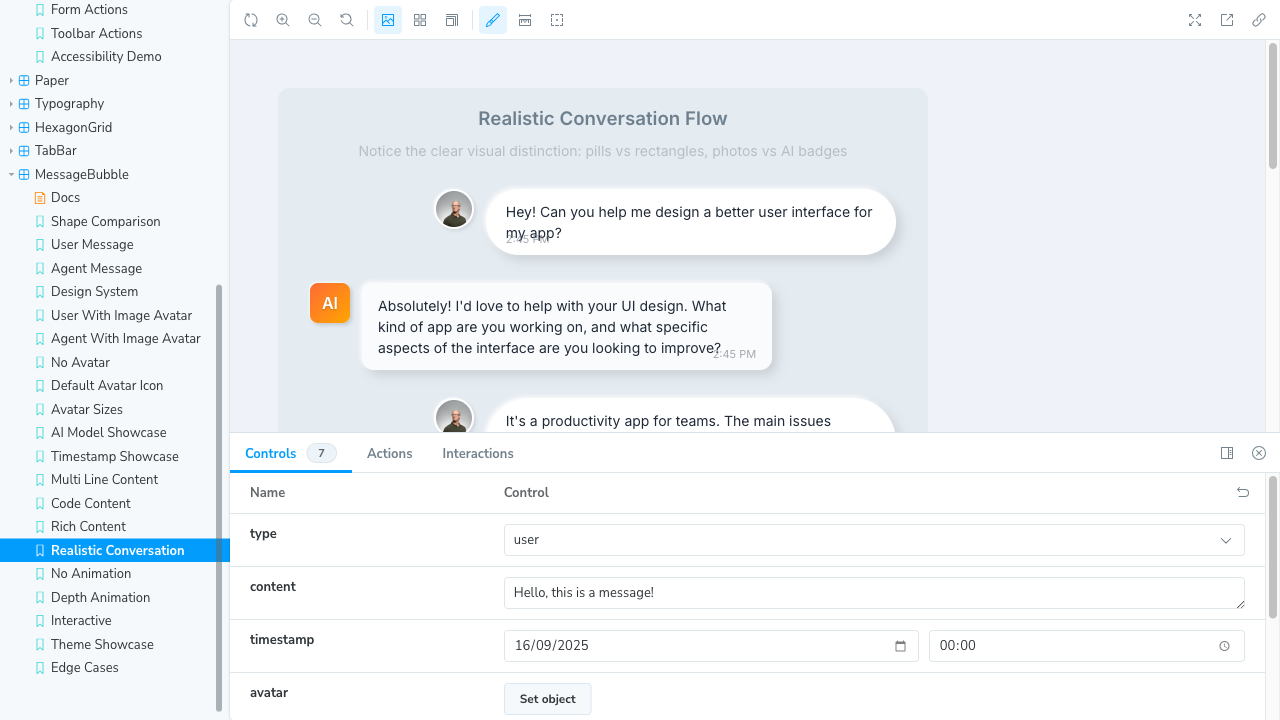 Form Actions
Toolbar Actions
Accessibility Demo
Paper
Typography
HexagonGrid
TabBar
MessageBubble
Docs
Shape Comparison
User Message
Agent Message
Design System
User With Image Avatar
Agent With Image Avatar
No Avatar
Default Avatar Icon
Avatar Sizes
AI Model Showcase
Timestamp Showcase
Multi Line Content
Code Content
Rich Content
Realistic Conversation
No Animation
Depth Animation
Interactive
Theme Showcase
Edge Cases
Realistic Conversation Flow
Notice the clear visual distinction: pills vs rectangles, photos vs AI badges
Hey! Can you help me design a better user interface for
my app?
2:45 PM
AI
Absolutely! I'd love to help with your UI design. What
kind of app are you working on, and what specific
aspects of the interface are you looking to improve?
2:45 PM
It's a productivity app for teams. The main issues
Controls 7 Actions Interactions
Name Control
type user
content Hello, this is a message!
timestamp 16/09/2025 00:00
avatar Set object